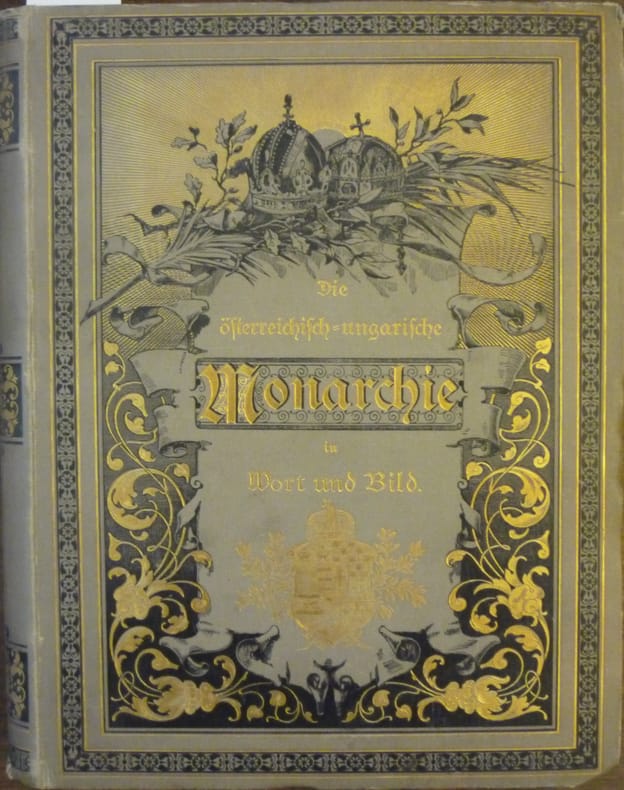 Die
österreichisch-ungarische
Monarchie
in
Wort und Bild.